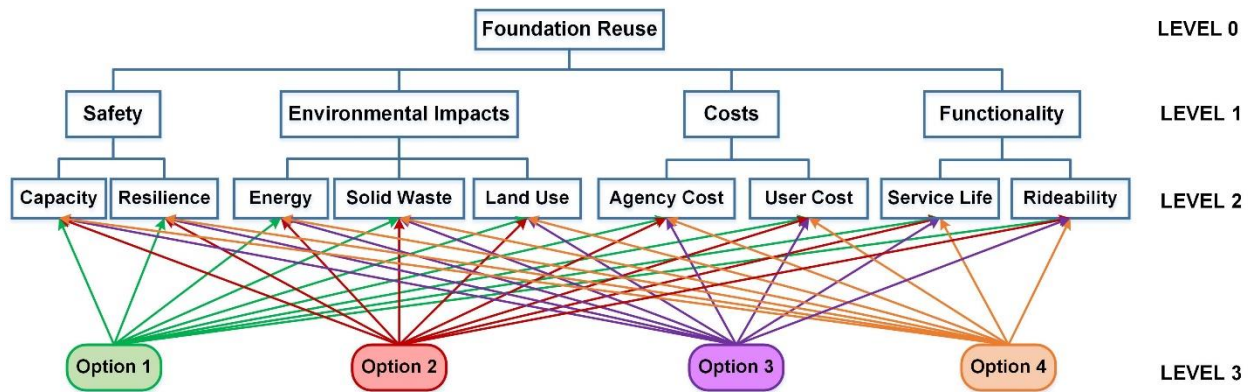 Foundation Reuse
LEVEL 0
Safety
Environmental Impacts
Costs
Functionality
LEVEL 1
Capacity
Resilience
Energy
Solid Waste
Land Use
Agency Cost
User Cost
Service Life
Rideability
LEVEL 2
Option 1
Option 2
Option 3
Option 4
LEVEL 3